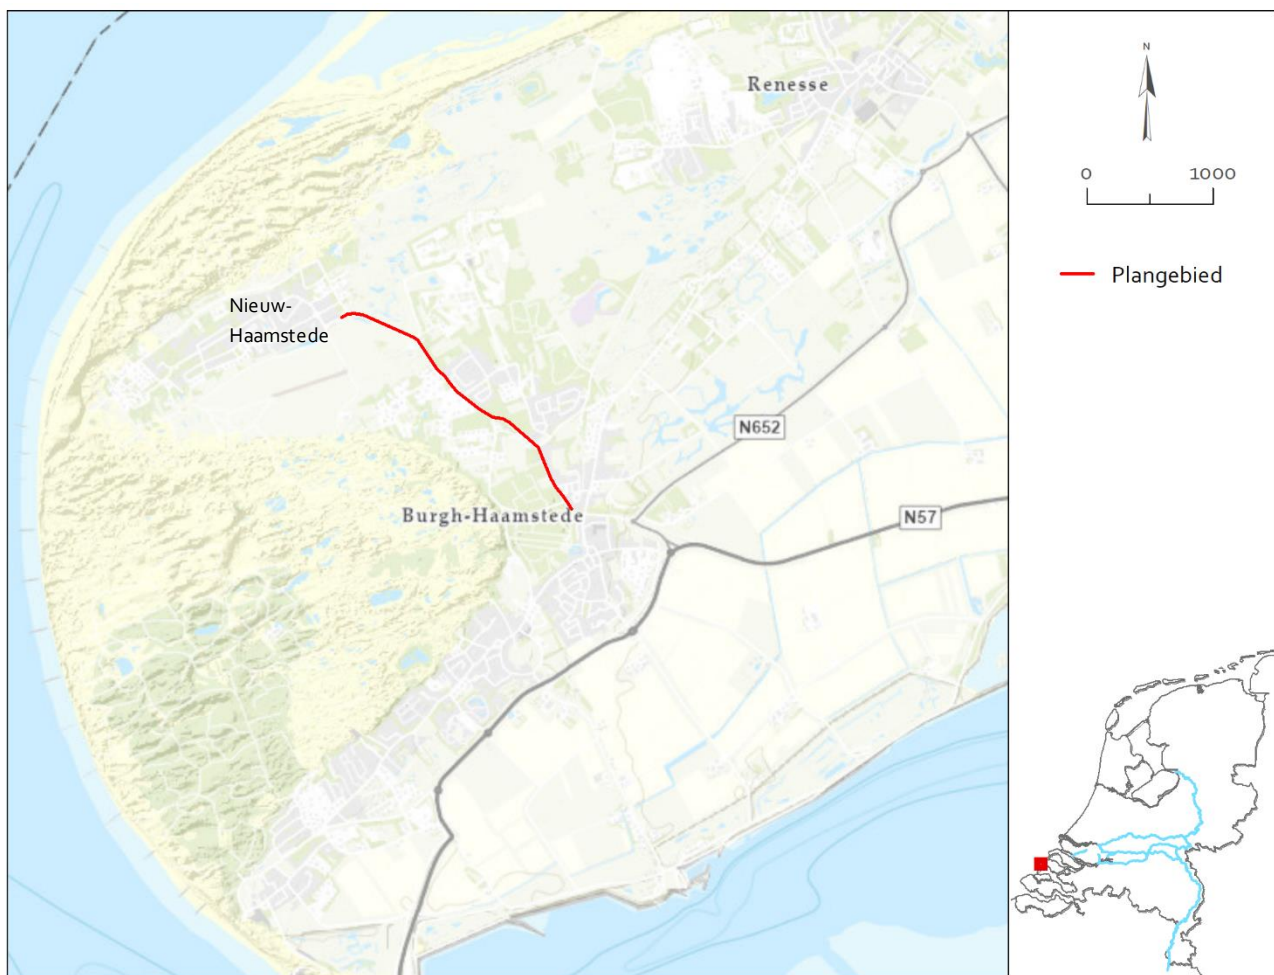 Renesse
Nieuw-
Haamstede
N652
Burgh-Haamstede
N57
N
0 1000
Plangebied